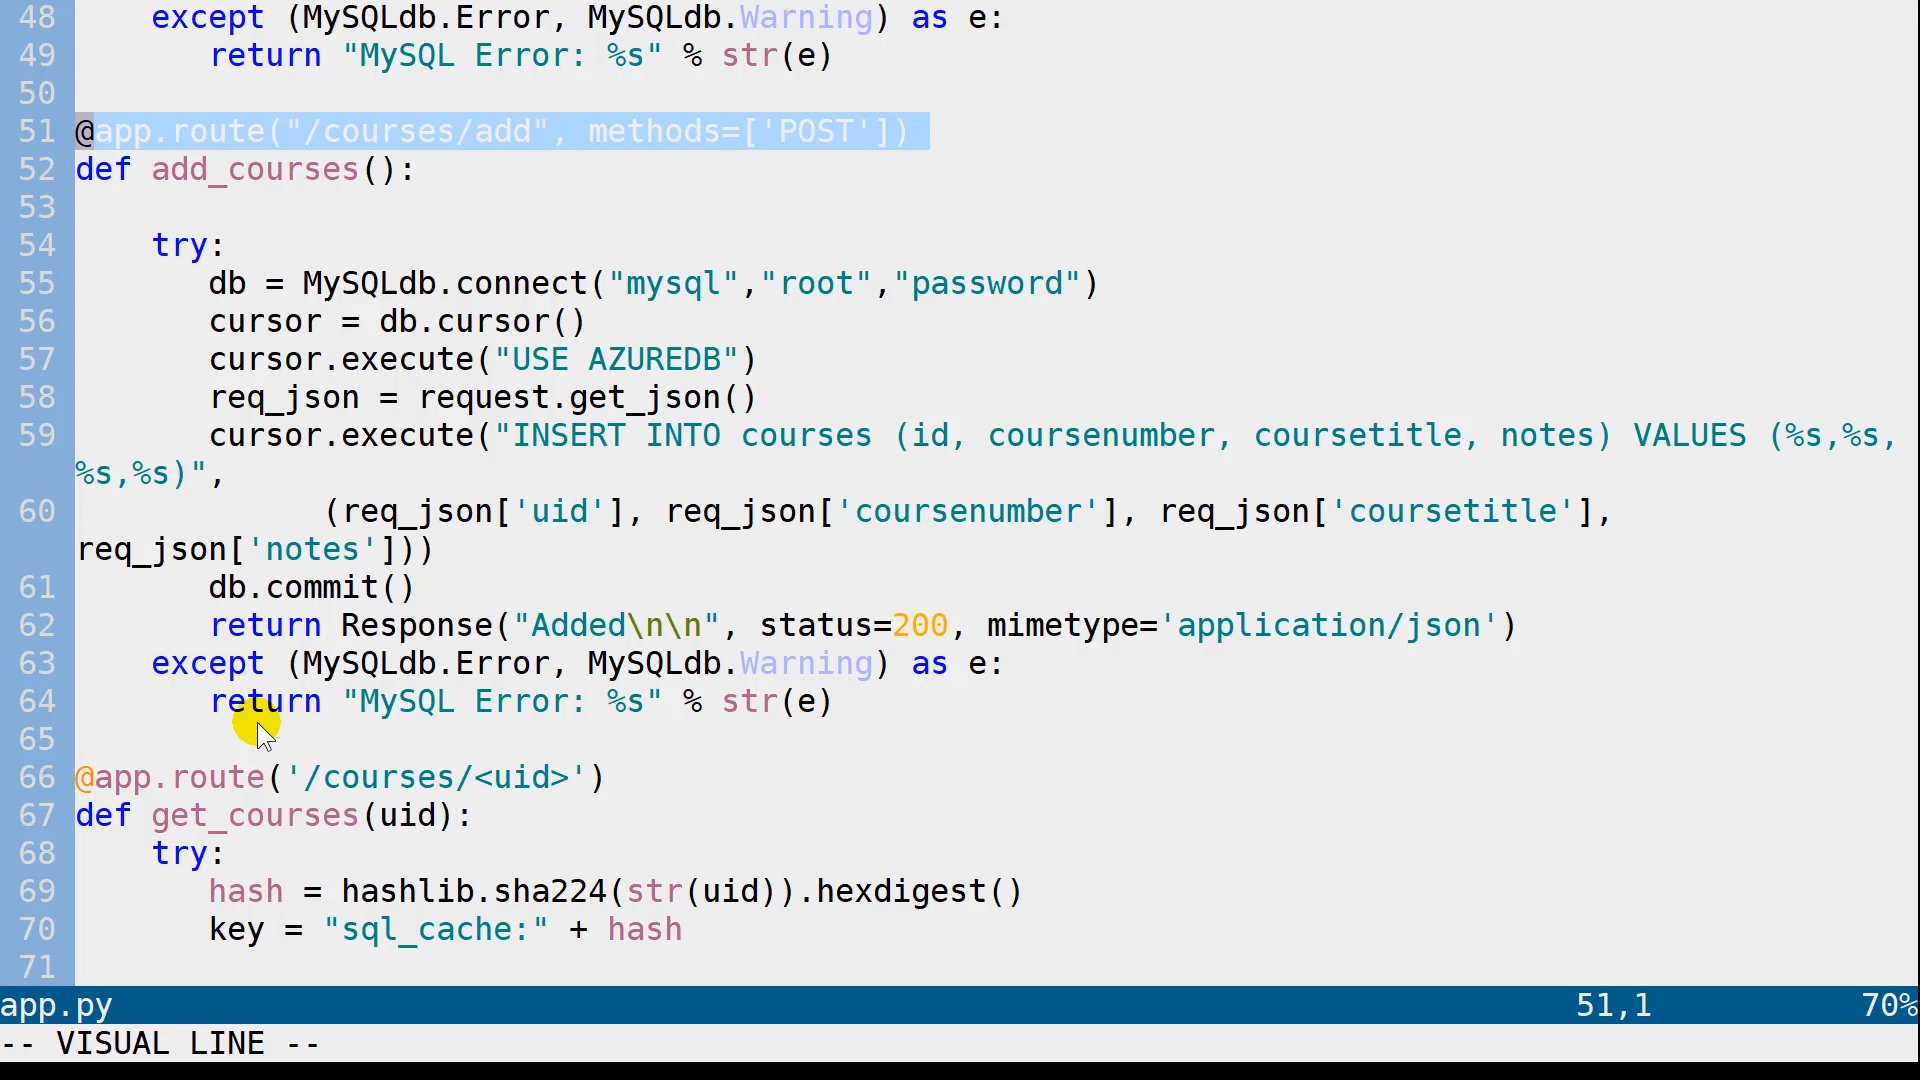 48     except (MySQLdb.Error, MySQLdb.Warning) as e:
49        return "MySQL Error: %s" % str(e)
50
51 @app.route("/courses/add", methods=['POST'])
52 def add_courses():
53
54     try:
55        db = MySQLdb.connect("mysql","root","password")
56        cursor = db.cursor()
57        cursor.execute("USE AZUREDB")
58        req_json = request.get_json()
59        cursor.execute("INSERT INTO courses (id, coursenumber, coursetitle, notes) VALUES (%s,%s,
%s,%s)",
60              (req_json['uid'], req_json['coursenumber'], req_json['coursetitle'],
req_json['notes']))
61        db.commit()
62        return Response("Added\n\n", status=200, mimetype='application/json')
63     except (MySQLdb.Error, MySQLdb.Warning) as e:
64        return "MySQL Error: %s" % str(e)
65
66 @app.route('/courses/<uid>')
67 def get_courses(uid):
68     try:
69        hash = hashlib.sha224(str(uid)).hexdigest()
70        key = "sql_cache:" + hash
71
app.py 51,1 70%
-- VISUAL LINE --